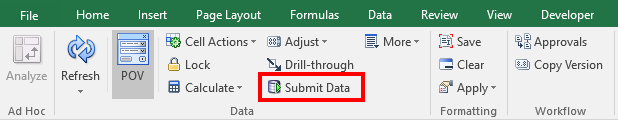 File Home Insert Page Layout Formulas Data Review View Developer
Cell Actions Adjust More Save Approvals
Lock Drill-through Clear Copy Version
Analyze Refresh POV Calculate Submit Data Apply
Ad Hoc Data Formatting Workflow